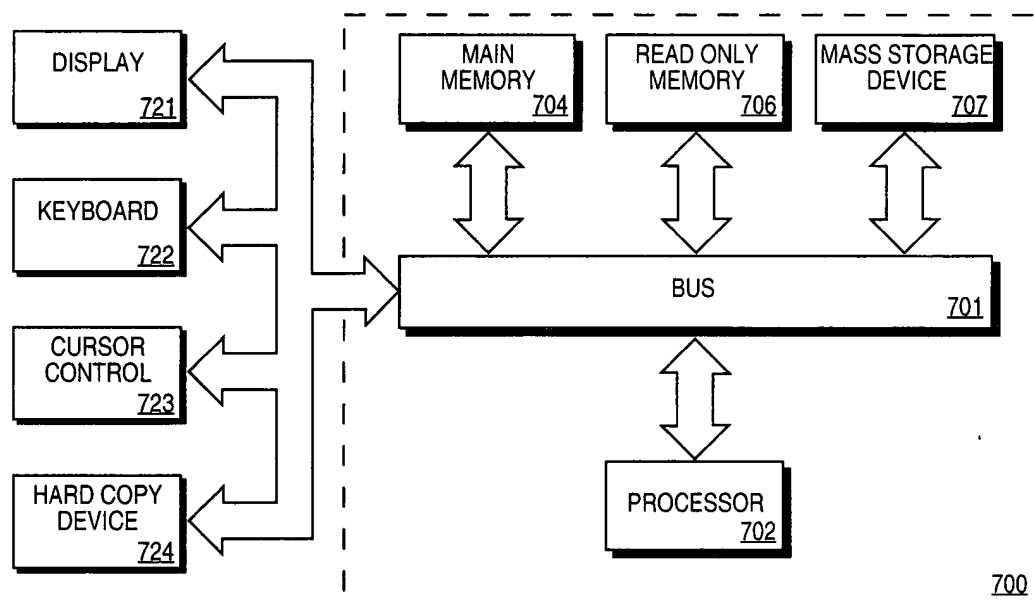 DISPLAY
721
KEYBOARD
722
CURSOR
CONTROL
723
HARD COPY
DEVICE
724
MAIN
MEMORY
704
READ ONLY
MEMORY
706
MASS STORAGE
DEVICE
707
BUS
701
PROCESSOR
702
700